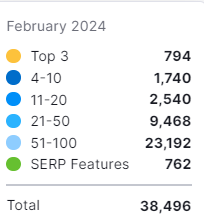 February 2024
Top 3 794
4-10 1,740
11-20 2,540
21-50 9,468
51-100 23,192
SERP Features 762
Total 38,496